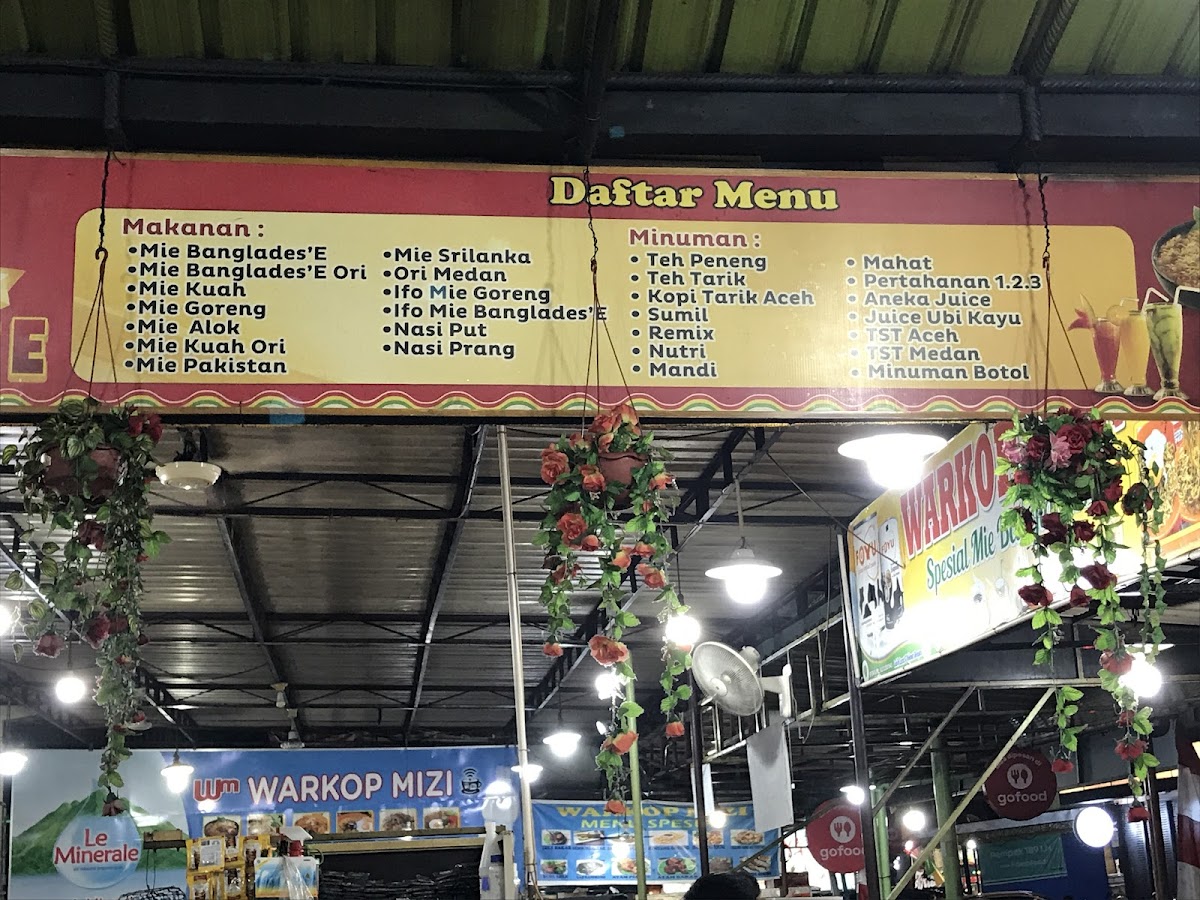 Daftar Menu
Makanan :
•Mie Banglades'E
•Mie Banglades'E Ori
•Mie Kuah
•Mie Goreng
•Mie Alok
•Mie Kuah Ori
•Mie Pakistan
•Mie Srilanka
•Ori Medan
•Ifo Mie Goreng
•Ifo Mie Banglades'E
•Nasi Put
•Nasi Prang
Minuman :
• Teh Peneng
• Teh Tarik
• Kopi Tarik Aceh
• Sumil
• Remix
• Nutri
• Mandi
• Mahat
• Pertahanan 1.2.3
• Aneka Juice
• Juice Ubi Kayu
• TST Aceh
• TST Medan
• Minuman Botol
E
WARKO
Spesial Mie
Wm WARKOP MIZI
Le
Minerale
gofood
gofood